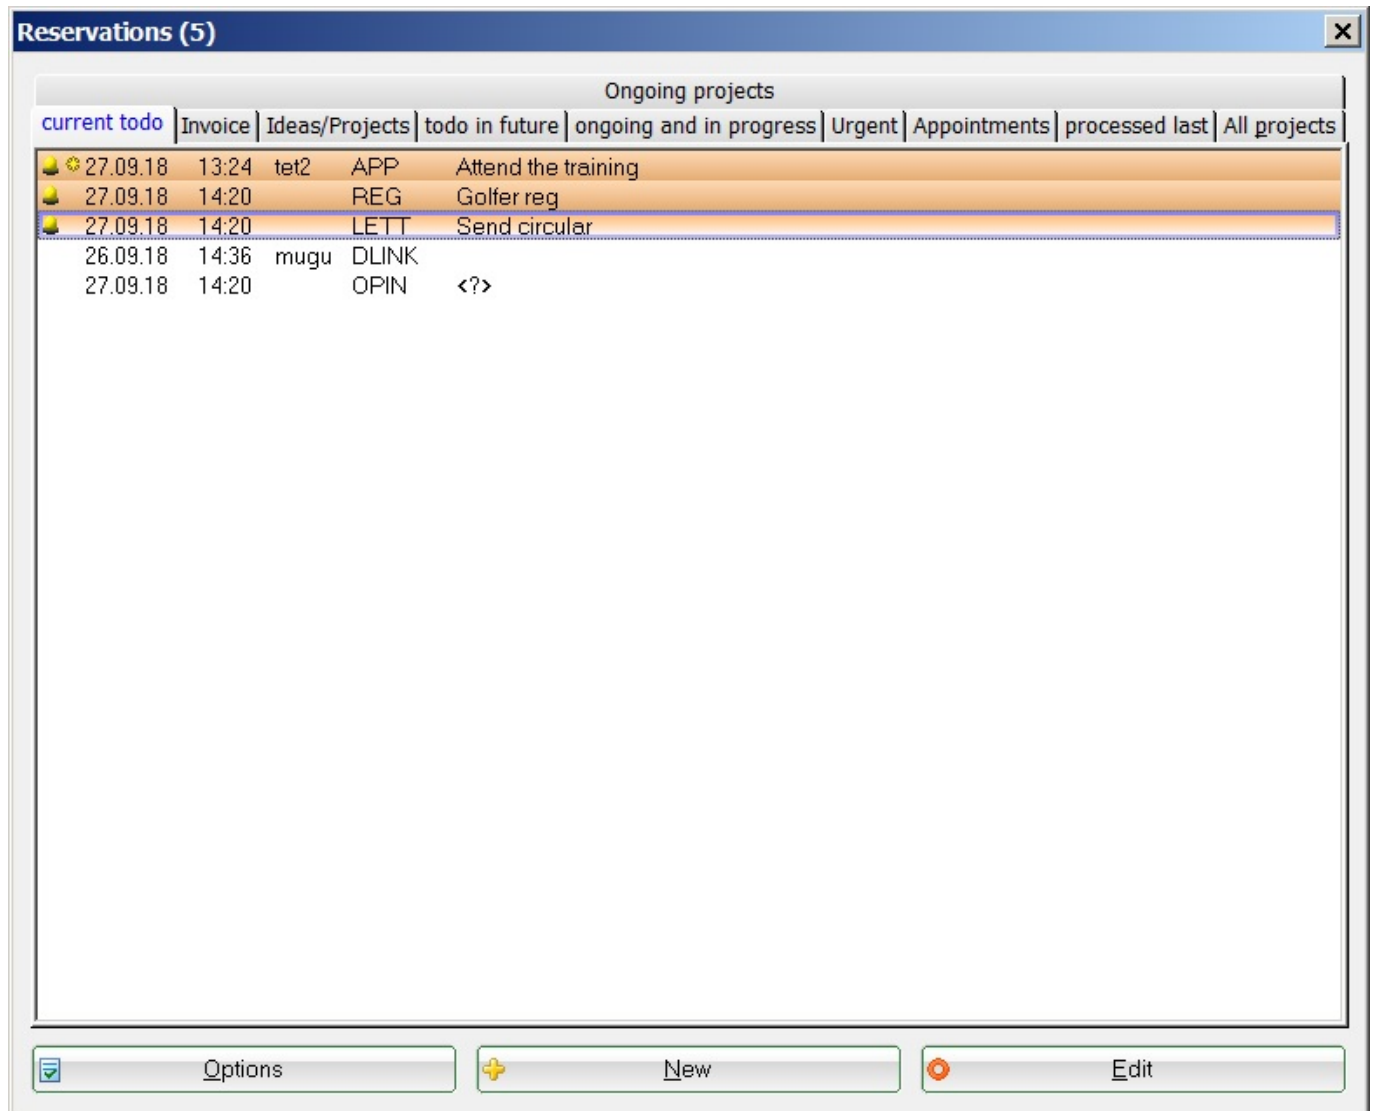 Reservations (5)
Ongoing projects
current todo Invoice Ideas/Projects todo in future ongoing and in progress Urgent Appointments processed last All projects
27.09.18 13:24 tet2 APP Attend the training
27.09.18 14:20 REG Golfer reg
27.09.18 14:20 LETT Send circular
26.09.18 14:36 mugu DLINK
27.09.18 14:20 OPIN <?>
Options New Edit